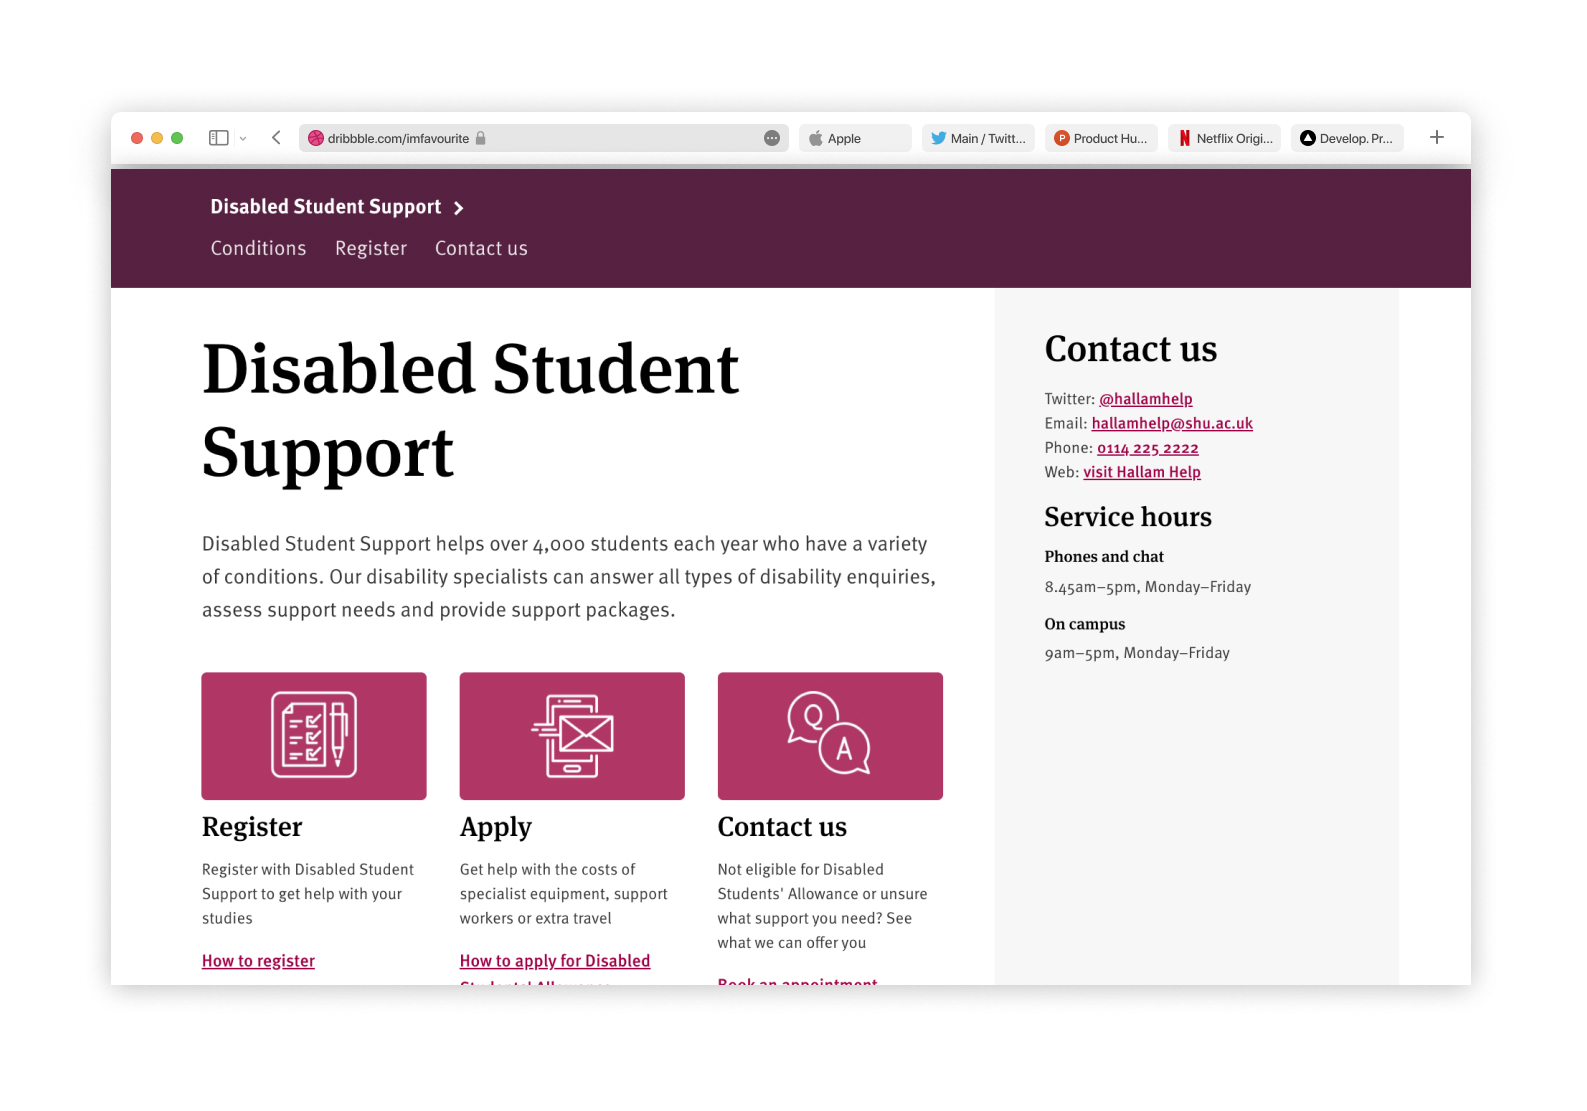 dribbble.com/imfavourite
Apple
Main / Twitt...
P
Product Hu...
N
Netflix Origi...
Develop. Pr...
Disabled Student Support
Conditions Register Contact us
Disabled Student
Support
Disabled Student Support helps over 4,000 students each year who have a variety
of conditions. Our disability specialists can answer all types of disability enquiries,
assess support needs and provide support packages.
Q
A
Register
Register with Disabled Student
Support to get help with your
studies
How to register
Apply
Get help with the costs of
specialist equipment, support
workers or extra travel
How to apply for Disabled
Students' Allowance
Contact us
Not eligible for Disabled
Students' Allowance or unsure
what support you need? See
what we can offer you
Book an appointment
Contact us
Twitter: @hallamhelp
Email: hallamhelp@shu.ac.uk
Phone: 0114 225 2222
Web: visit Hallam Help
Service hours
Phones and chat
8.45am–5pm, Monday–Friday
On campus
9am–5pm, Monday–Friday